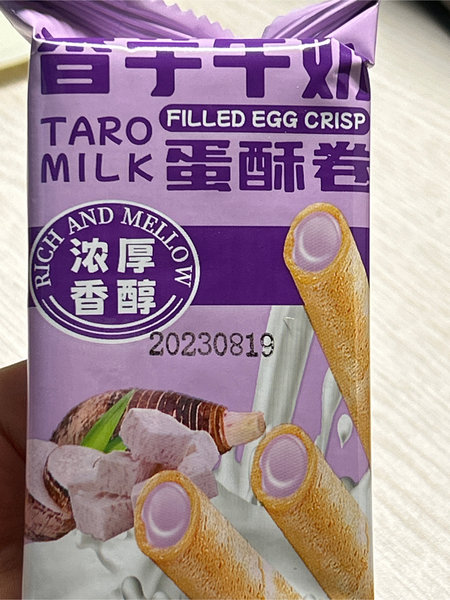 香芋牛奶
TARO
MILK
FILLED EGG CRISP
蛋酥卷
RICH AND MELLOW
浓厚
香醇
20230819